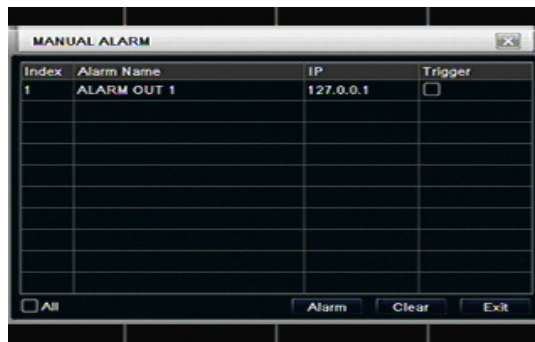 MANUAL ALARM
Index Alarm Name IP Trigger
1 ALARM OUT 1 127.0.0.1
All Alarm Clear Exit